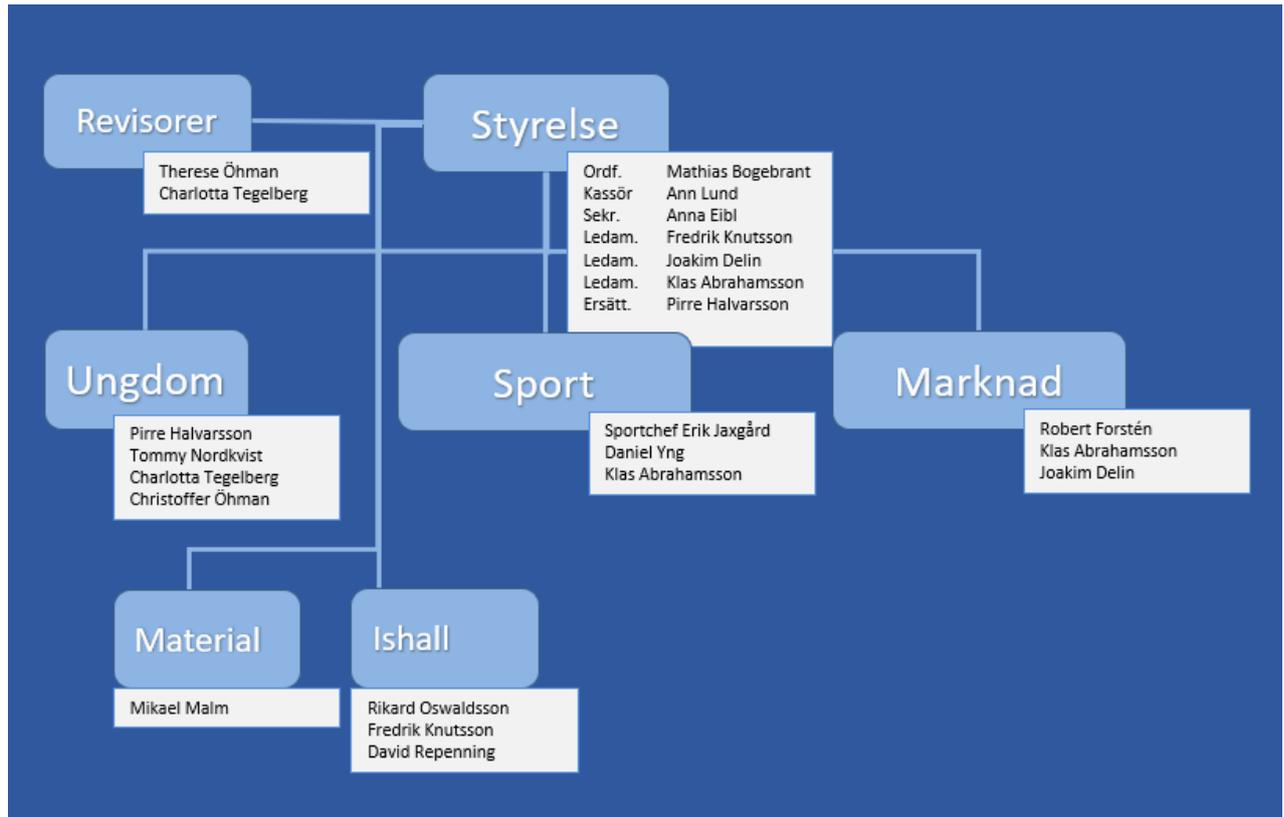 Revisorer
Therese Öhman
Charlotta Tegelberg
Styrelse
Ordf. Mathias Bogebrant
Kassör Ann Lund
Sekr. Anna Eibl
Ledam. Fredrik Knutsson
Ledam. Joakim Delin
Ledam. Klas Abrahamsson
Ersätt. Pirre Halvarsson
Ungdom
Pirre Halvarsson
Tommy Nordkvist
Charlotta Tegelberg
Christoffer Öhman
Sport
Sportchef Erik Jaxgård
Daniel Yng
Klas Abrahamsson
Marknad
Robert Forstén
Klas Abrahamsson
Joakim Delin
Material
Mikael Malm
Ishall
Rikard Oswaldsson
Fredrik Knutsson
David Repenning